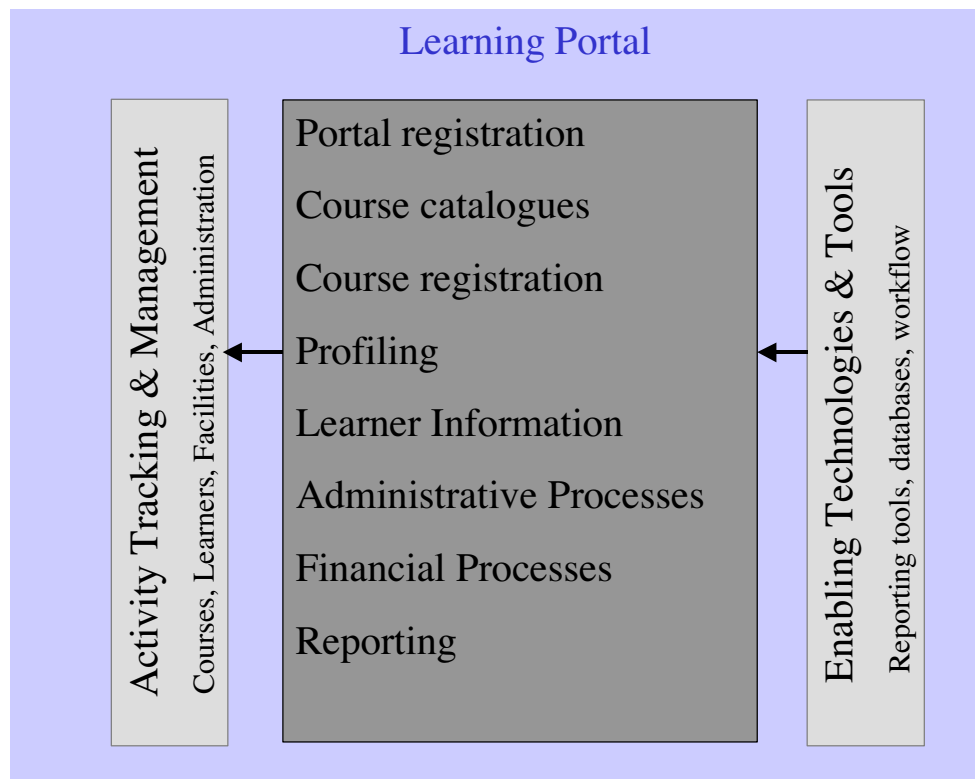 Learning Portal
Activity Tracking & Management
Courses, Learners, Facilities, Administration
Portal registration
Course catalogues
Course registration
Profiling
Learner Information
Administrative Processes
Financial Processes
Reporting
Enabling Technologies & Tools
Reporting tools, databases, workflow